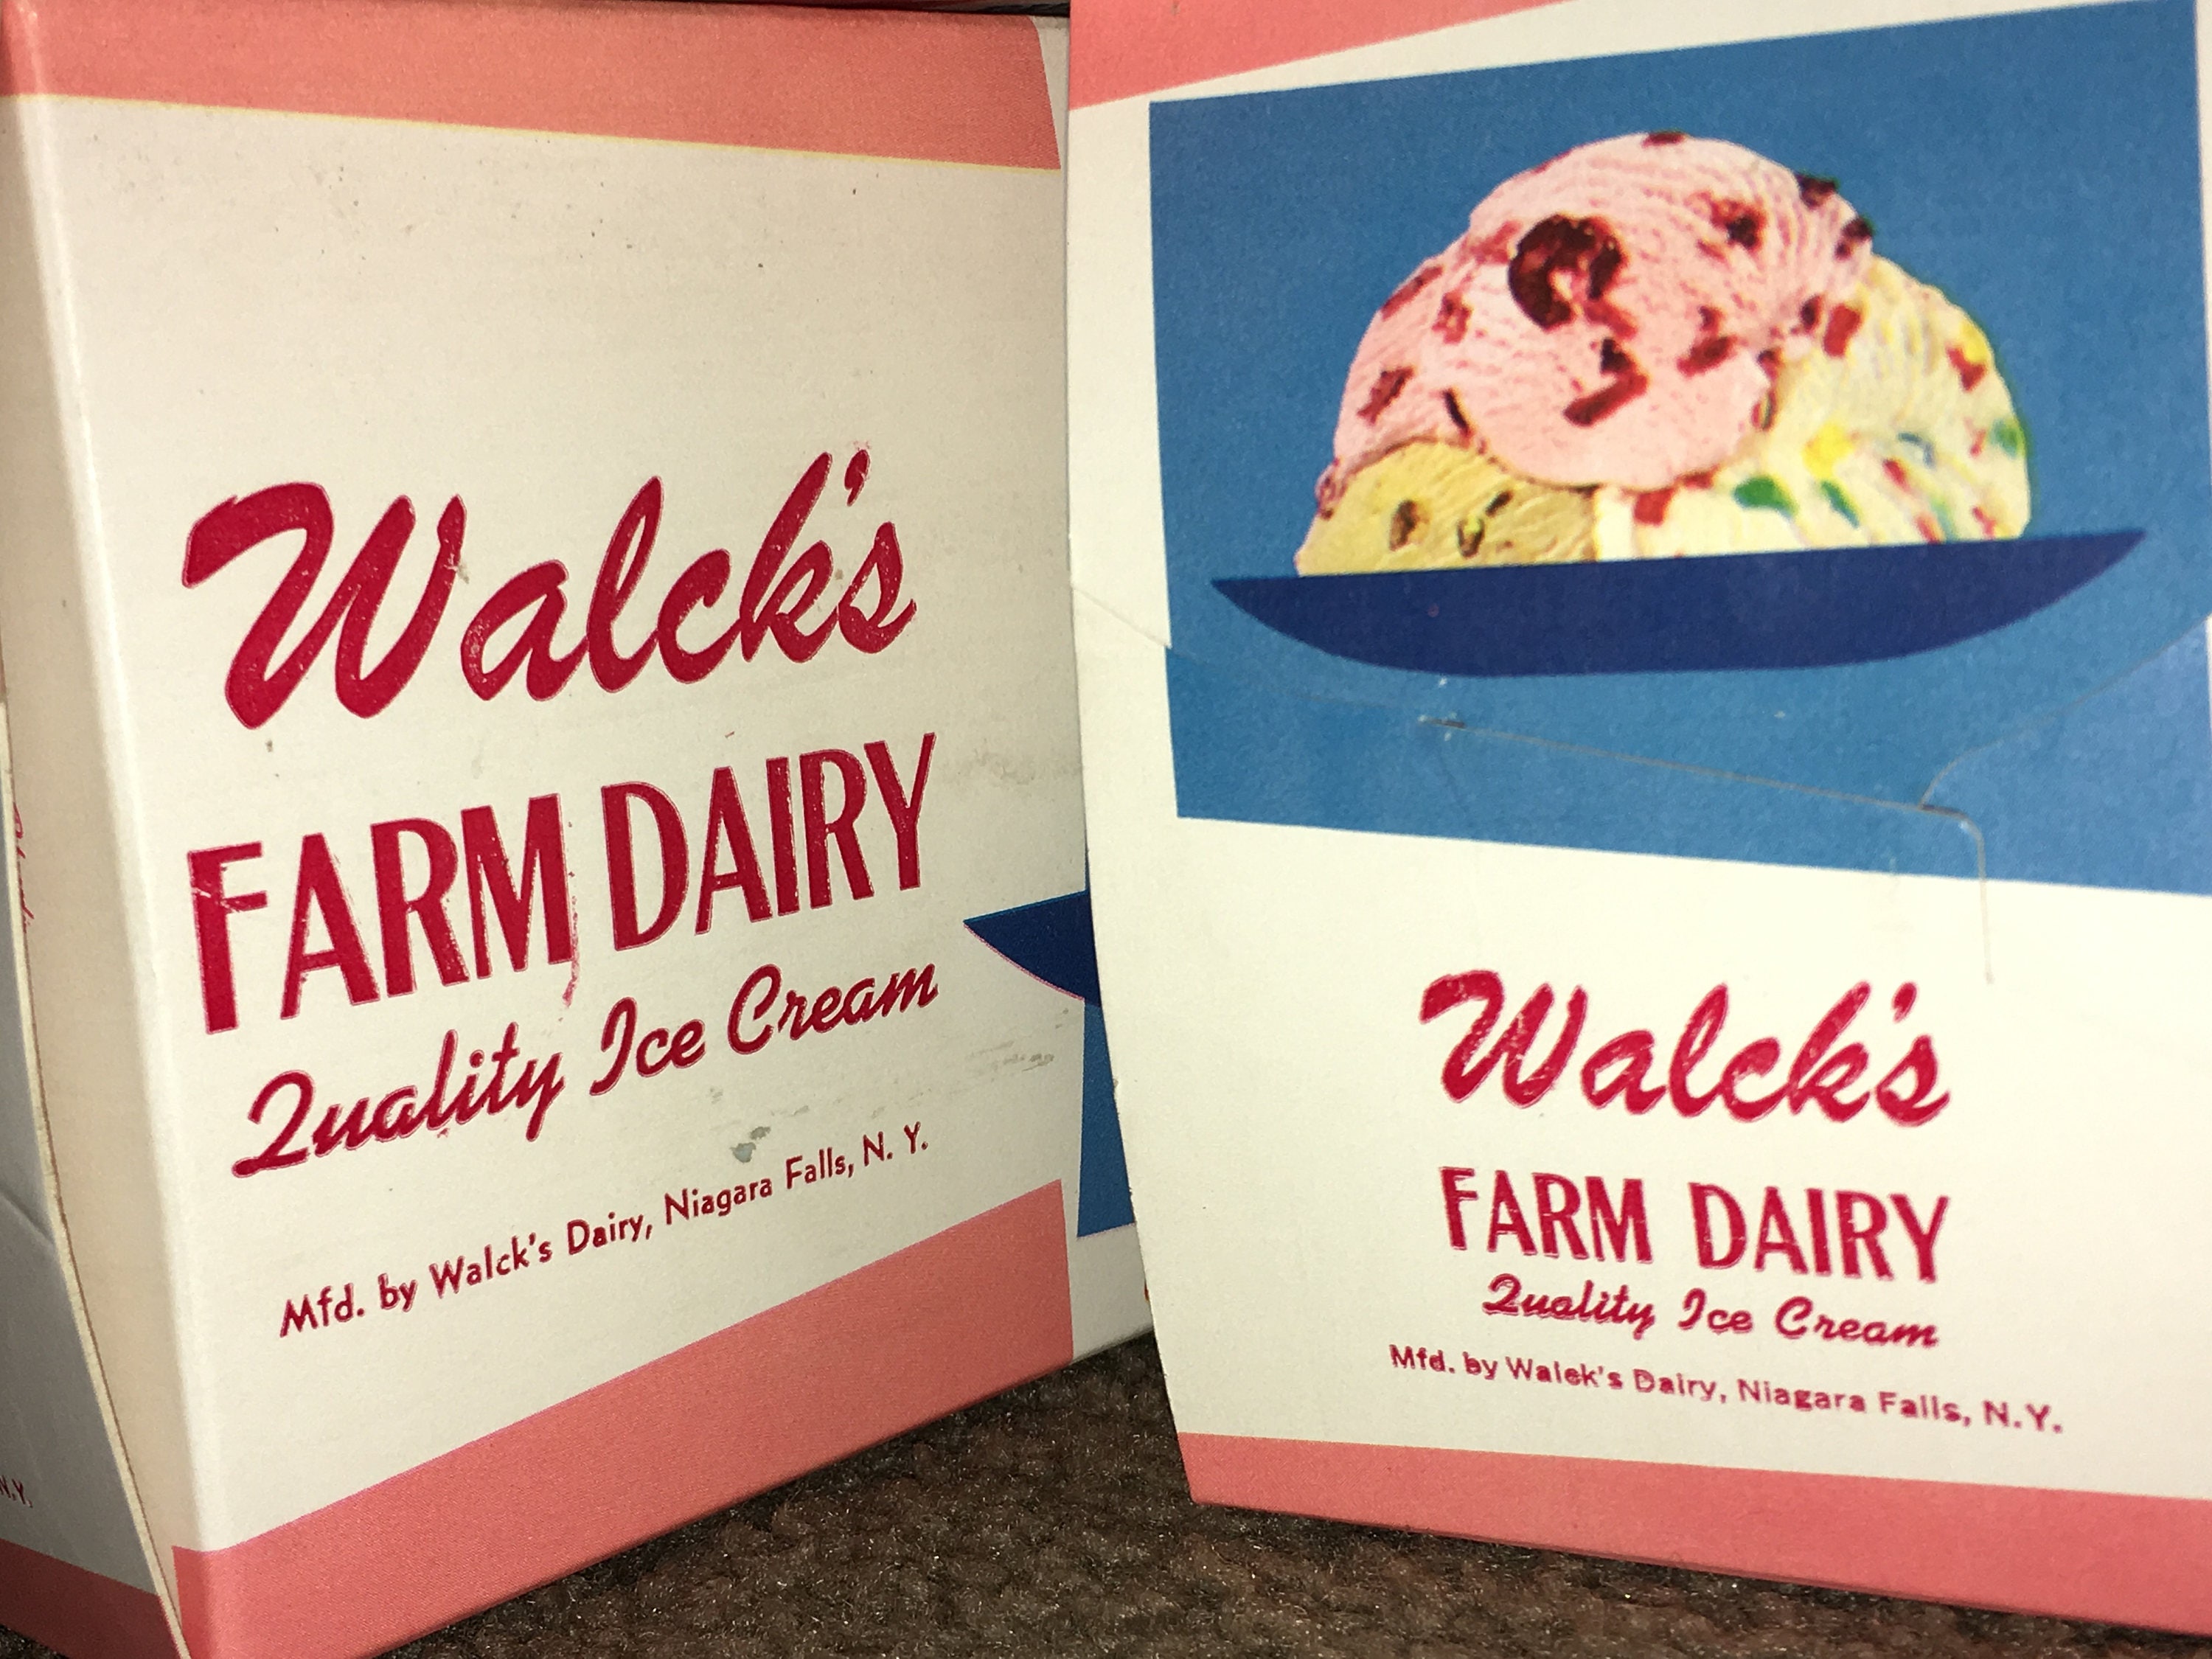 Walck's
FARM DAIRY
Quality Ice Cream
Mfd. by Walck's Dairy, Niagara Falls, N. Y.
N.Y.
Walck's
FARM DAIRY
Quality Ice Cream
Mfd. by Walck's Dairy, Niagara Falls, N.Y.